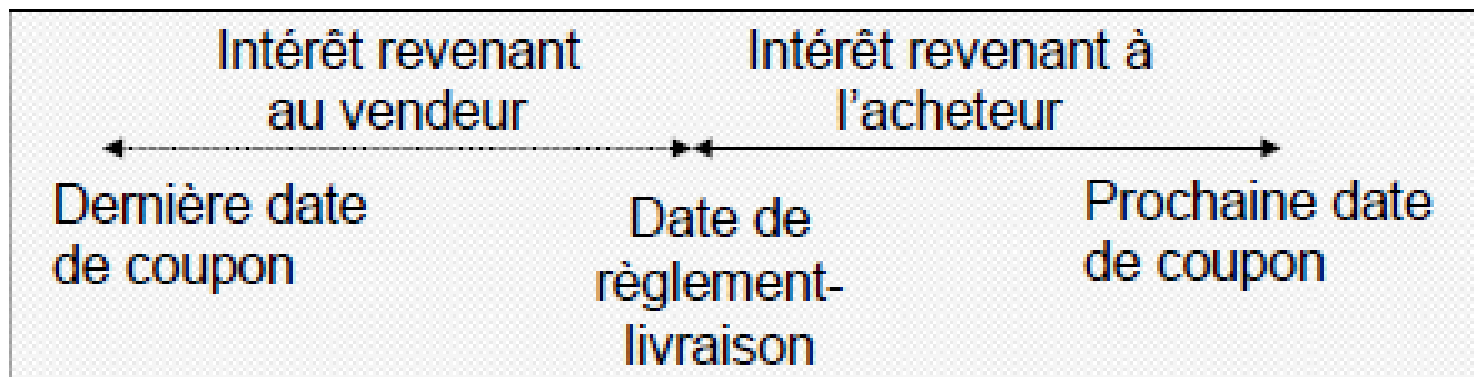 Intérêt revenant
au vendeur
Intérêt revenant à
l'acheteur
Dernière date
de coupon
Date de
règlement-
livraison
Prochaine date
de coupon